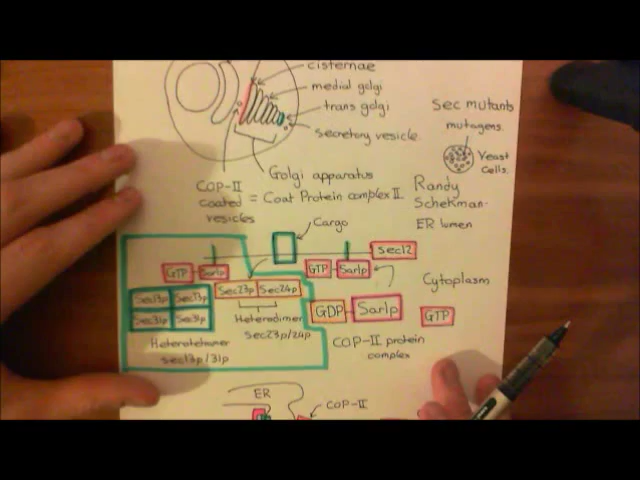 cisternae
medial golgi
trans golgi
secretory vesicle.
Golgi apparatus
Sec mutants
mutagens.
Yeast
cells.
COP-II
coated = Coat Protein complex II.
vesicles
Randy
Schekman
ER lumen
Cargo
Sec12
GTP Sar1p
GTP Sar1p
Cytoplasm
Sec13p Sec13p
Sec31p Sec31p
Sec23p Sec24p
Heterodimer
sec23p/24p
Heterotetramer
sec13p/31p
GDP Sar1p
GTP
COP-II protein
complex
ER
COP-II